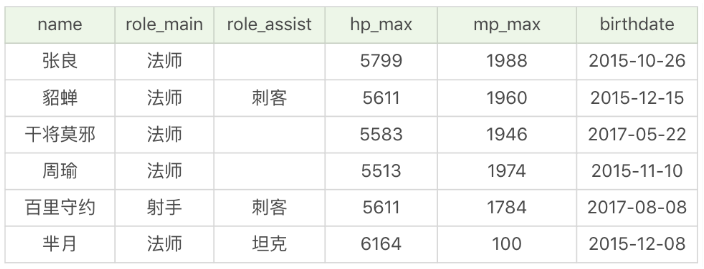 name role_main role_assist hp_max mp_max birthdate
张良 法师 5799 1988 2015-10-26
貂蝉 法师 刺客 5611 1960 2015-12-15
干将莫邪 法师 5583 1946 2017-05-22
周瑜 法师 5513 1974 2015-11-10
百里守约 射手 刺客 5611 1784 2017-08-08
芈月 法师 坦克 6164 100 2015-12-08